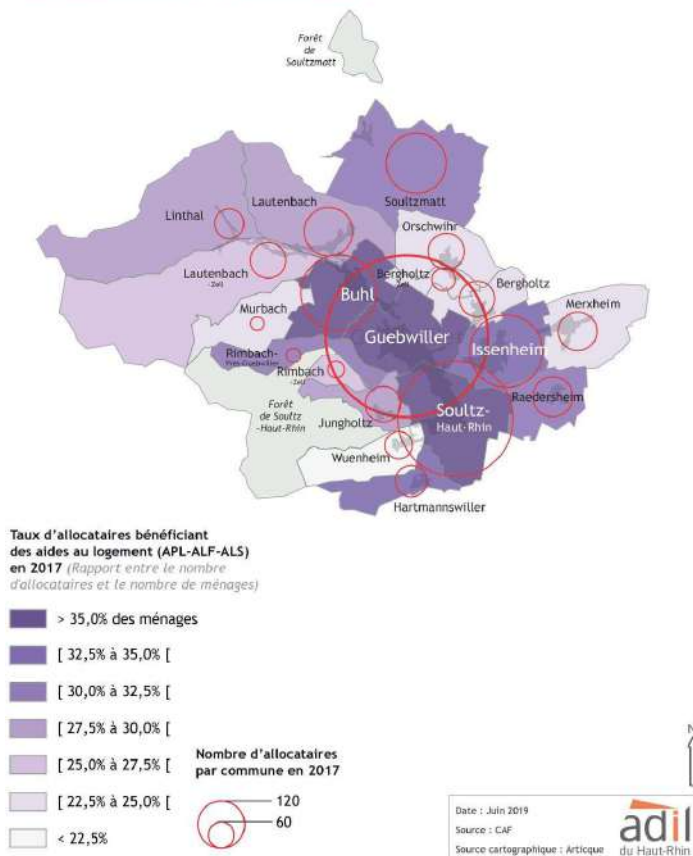 Forêt
de
Soultzmatt
Linthal
Lautenbach
Soultzmatt
Orschwihr
Lautenbach
-Zell
Bergholtz
Zell
Bergholtz
Buhl
Murbach
Merxheim
Guebwiller
Issenheim
Rimbach-
Près-Guebwiller
Rimbach
-Zell
Raedersheim
Forêt
de Soultz
-Haut-Rhin
Jungholtz
Soultz-
Haut-Rhin
Wuenheim
Hartmannswiller
Taux d'allocataires bénéficiant
des aides au logement (APL-ALF-ALS)
en 2017 (Rapport entre le nombre
d'allocataires et le nombre de ménages)
> 35,0% des ménages
[ 32,5% à 35,0% [
[ 30,0% à 32,5% [
[ 27,5% à 30,0% [
[ 25,0% à 27,5% [
[ 22,5% à 25,0% [
< 22,5%
Nombre d'allocataires
par commune en 2017
120
60
N
Date : Juin 2019
Source : CAF
Source cartographique : Articque
adil
du Haut-Rhin